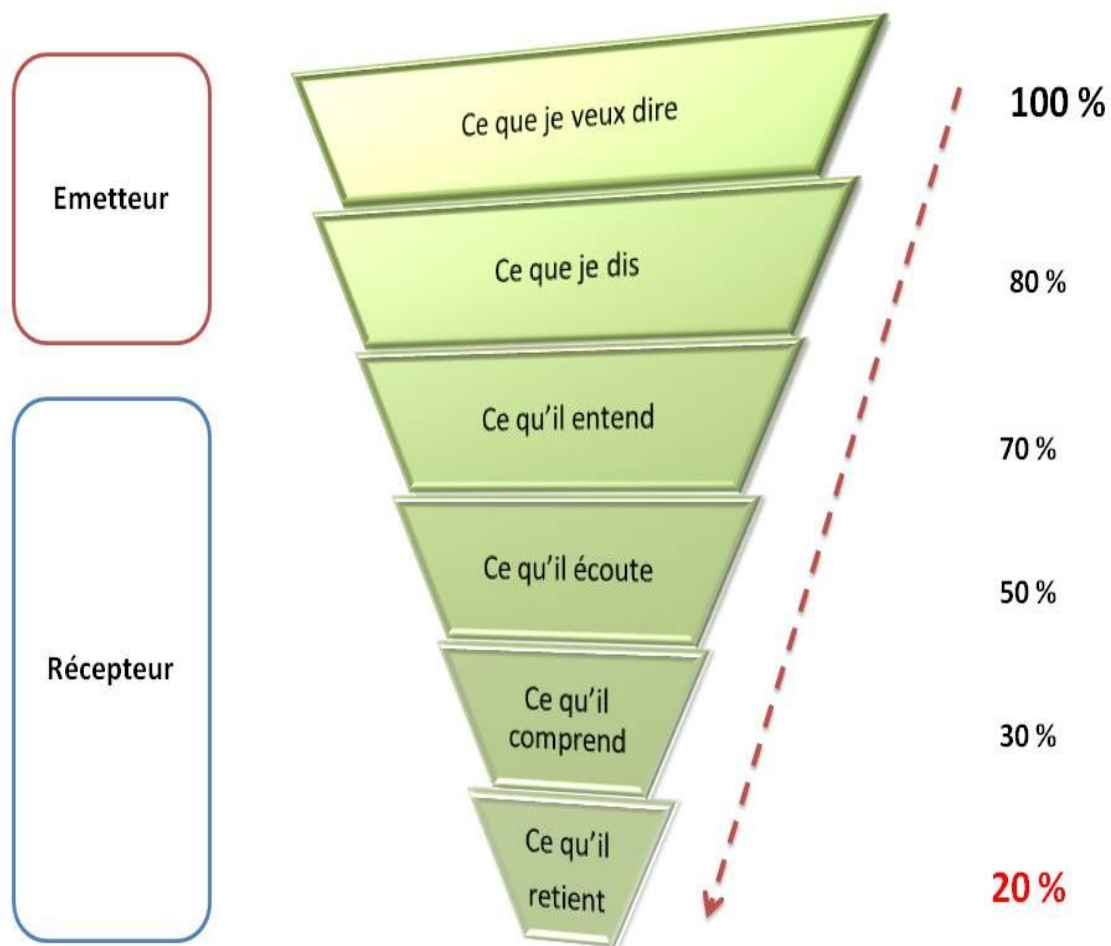 Emetteur
Récepteur
Ce que je veux dire
100 %
Ce que je dis
80 %
Ce qu'il entend
70 %
Ce qu'il écoute
50 %
Ce qu'il
comprend
30 %
Ce qu'il
retient
20 %